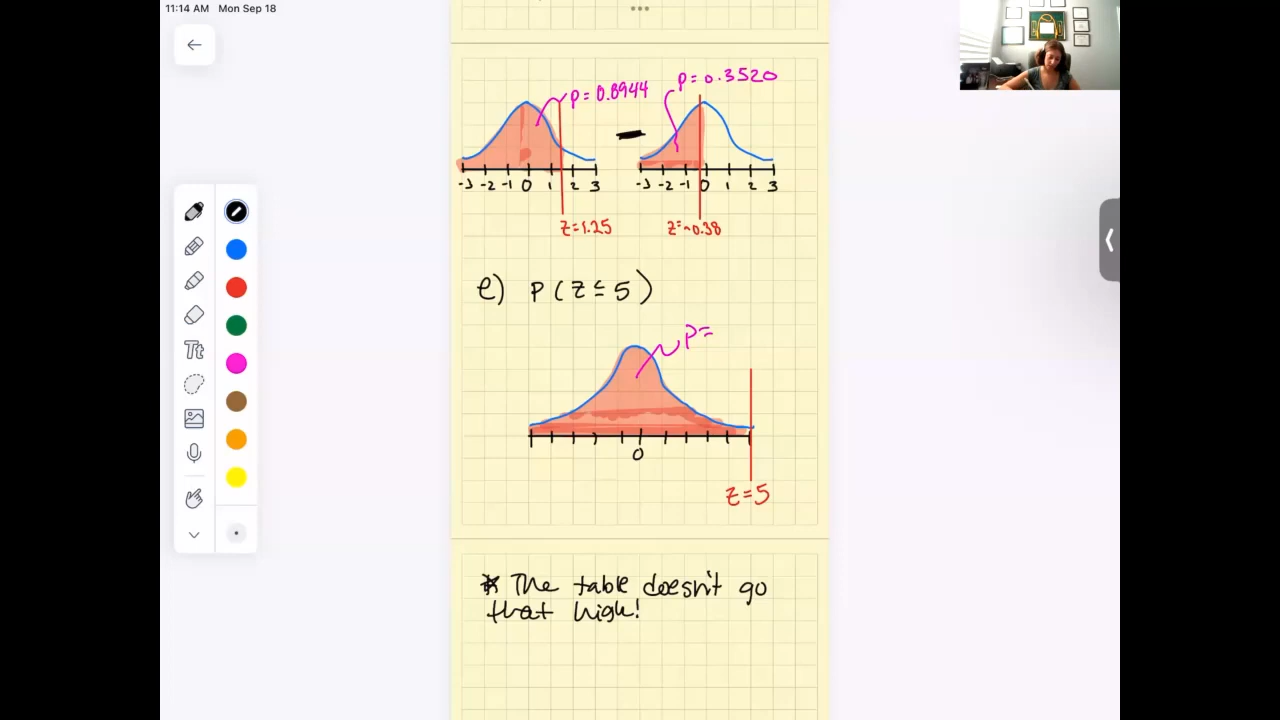 11:14 AM Mon Sep 18
P = 0.8944
P = 0.3520
-3 -2 -1 0 1 2 3
-3 -2 -1 0 1 2 3
Z = 1.25
Z = -0.38
e) P ( Z ≤ 5 )
P =
0
Z = 5
Tt
* The table doesn't go
that high!